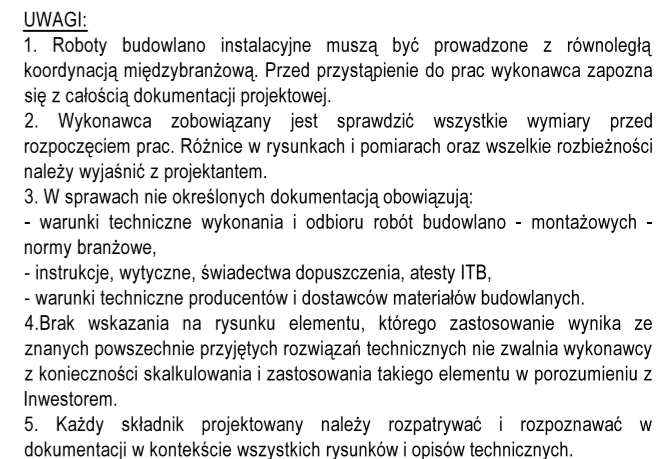 UWAGI:
1. Roboty budowlano instalacyjne muszą być prowadzone z równoległą
koordynacją międzybranżową. Przed przystąpienie do prac wykonawca zapozna
się z całością dokumentacji projektowej.
2. Wykonawca zobowiązany jest sprawdzić wszystkie wymiary przed
rozpoczęciem prac. Różnice w rysunkach i pomiarach oraz wszelkie rozbieżności
należy wyjaśnić z projektantem.
3. W sprawach nie określonych dokumentacją obowiązują:
- warunki techniczne wykonania i odbioru robót budowlano - montażowych -
normy branżowe,
- instrukcje, wytyczne, świadectwa dopuszczenia, atesty ITB,
- warunki techniczne producentów i dostawców materiałów budowlanych.
4.Brak wskazania na rysunku elementu, którego zastosowanie wynika ze
znanych powszechnie przyjętych rozwiązań technicznych nie zwalnia wykonawcy
z konieczności skalkulowania i zastosowania takiego elementu w porozumieniu z
Inwestorem.
5. Każdy składnik projektowany należy rozpatrywać i rozpoznawać w
dokumentacji w kontekście wszystkich rysunków i opisów technicznych.